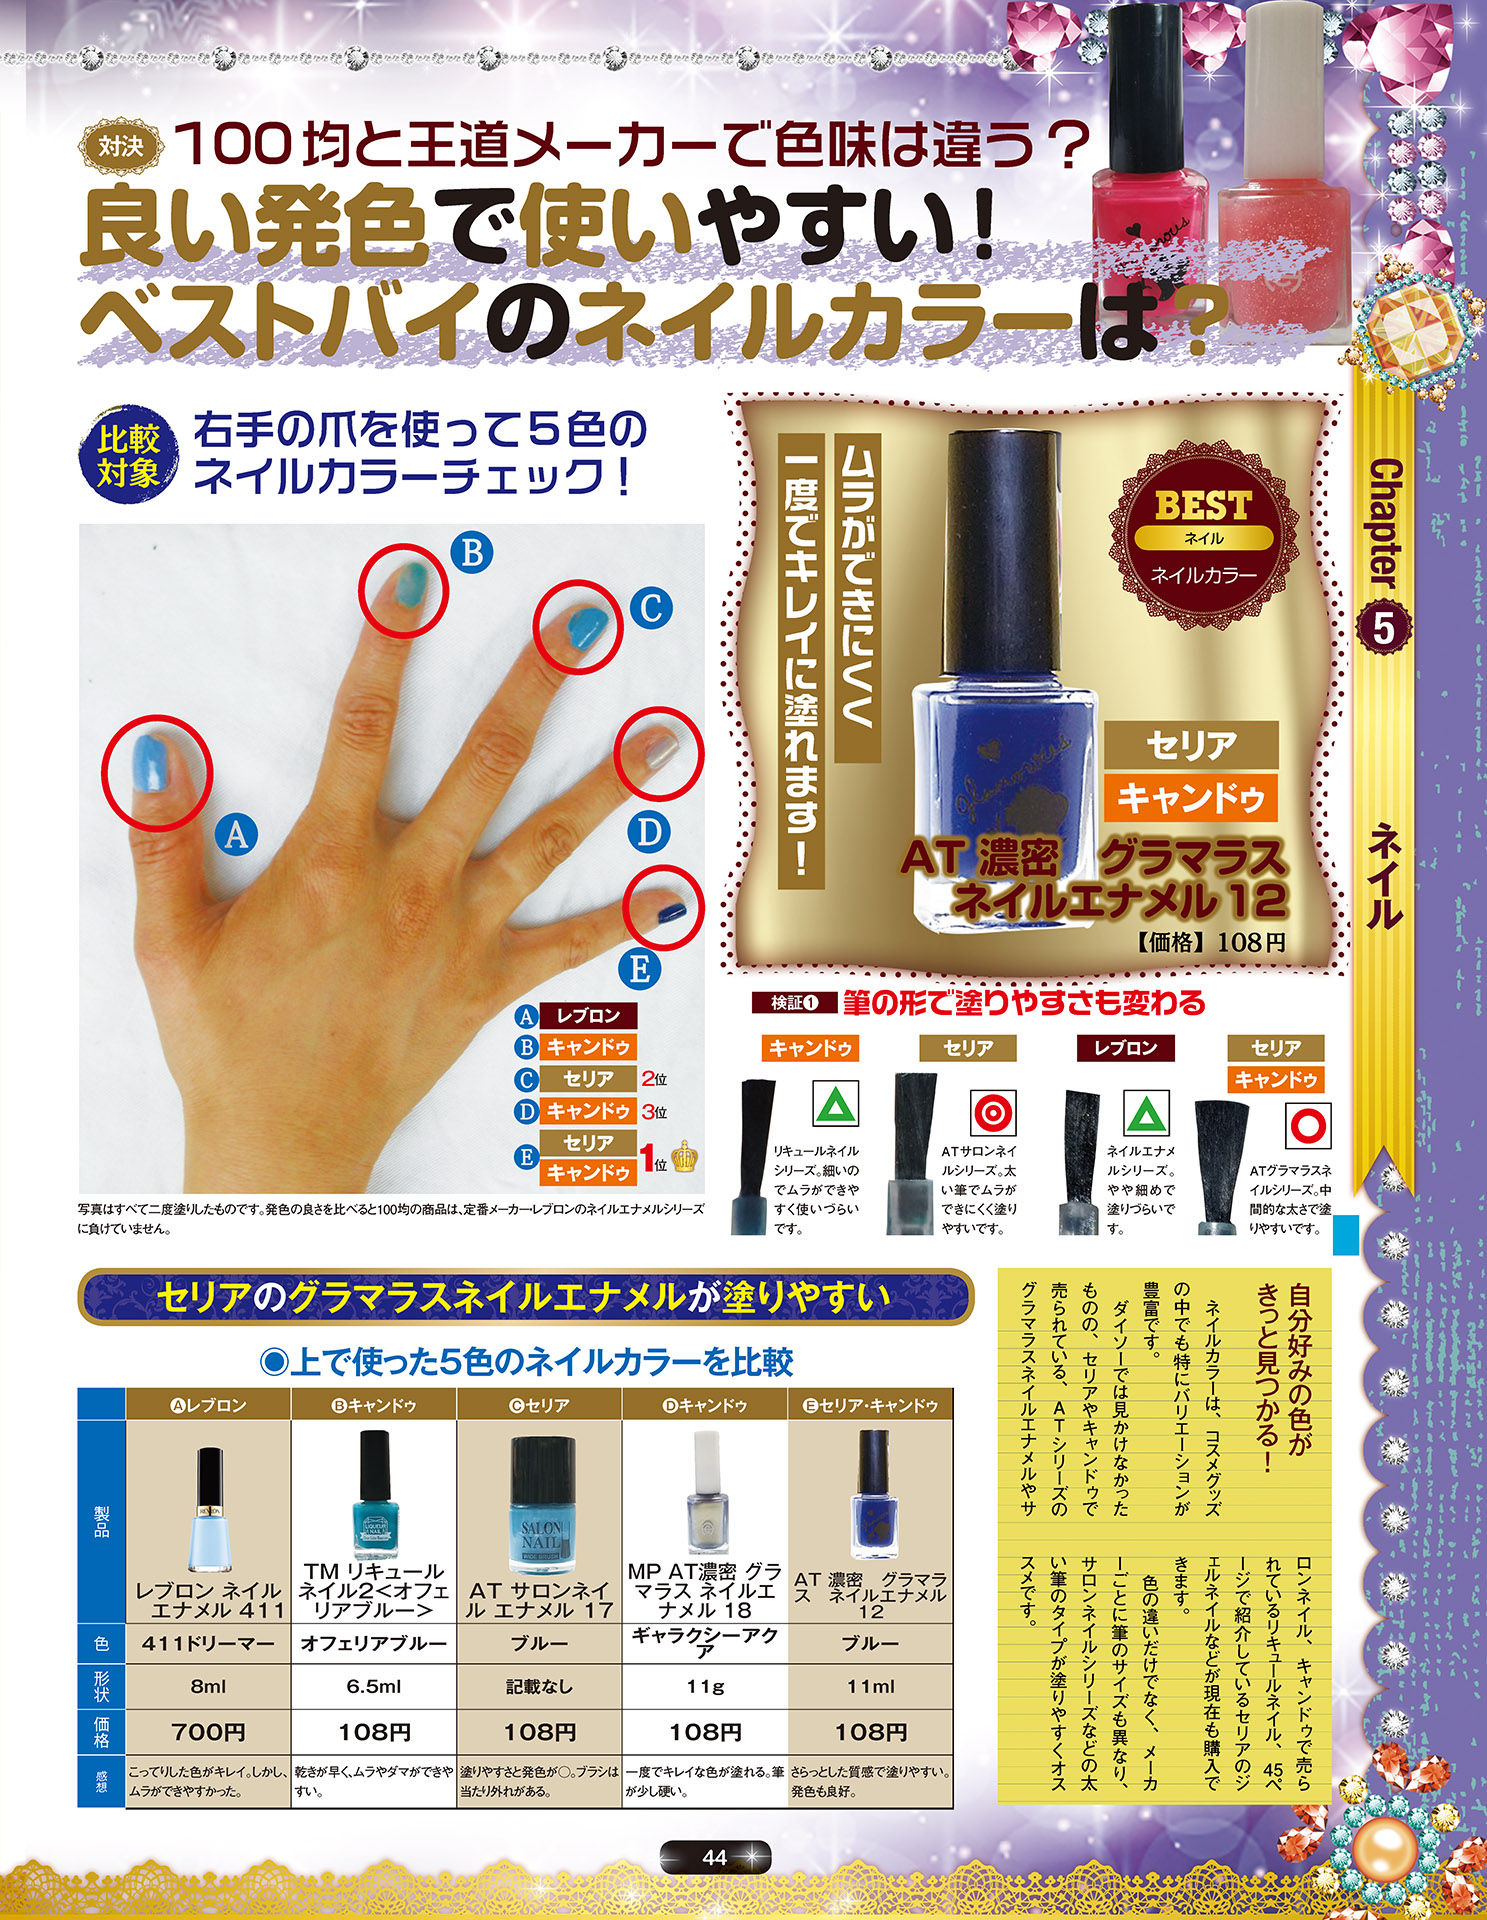 対決
100均と王道メーカーで色味は違う？
良い発色で使いやすい！
ベストバイのネイルカラーは？
Chapter 5 ネイル
比較
対象
右手の爪を使って5色の
ネイルカラーチェック！
A
B
C
D
E
A レブロン
B キャンドゥ
C セリア 2位
D キャンドゥ 3位
E セリア
キャンドゥ
1位
写真はすべて二度塗りしたものです。発色の良さを比べると100均の商品は、定番メーカー・レブロンのネイルエナメルシリーズ
に負けていません。
ムラができにくく
一度でキレイに塗れます！
BEST
ネイル
ネイルカラー
glamorous
セリア
キャンドゥ
AT 濃密　グラマラス
ネイルエナメル 12
【価格】108円
検証❶ 筆の形で塗りやすさも変わる
キャンドゥ
リキュールネイル
シリーズ。細いの
でムラができや
すく使いづらい
です。
セリア
ATサロンネイ
ルシリーズ。太
い筆でムラが
できにくく塗り
やすいです。
レブロン
ネイルエナメ
ルシリーズ。
やや細めで
塗りづらいで
す。
セリア
キャンドゥ
ATグラマラスネ
イルシリーズ。中
間的な太さで塗
りやすいです。
セリアのグラマラスネイルエナメルが塗りやすい
◉上で使った5色のネイルカラーを比較
Aレブロン
Bキャンドゥ
Cセリア
Dキャンドゥ
Eセリア・キャンドゥ
製品
REVLON
レブロン ネイル
エナメル 411
LIQUEUR
NAIL
TM リキュール
ネイル2＜オフェ
リアブルー＞
SALON
NAIL
WIDE BRUSH
AT サロンネイ
ル エナメル 17
MP AT濃密 グラ
マラス ネイルエ
ナメル 18
AT 濃密　グラマラ
ス　ネイルエナメル
12
色
411ドリーマー
オフェリアブルー
ブルー
ギャラクシーアク
ア
ブルー
形状
8ml
6.5ml
記載なし
11g
11ml
価格
700円
108円
108円
108円
108円
感想
こってりした色がキレイ。しかし、
ムラができやすかった。
乾きが早く、ムラやダマができや
すい。
塗りやすさと発色が○。ブラシは
当たり外れがある。
一度でキレイな色が塗れる。筆
が少し硬い。
さらっとした質感で塗りやすい。
発色も良好。
自分好みの色が
きっと見つかる！
ネイルカラーは、コスメグッズ
の中でも特にバリエーションが
豊富です。
ダイソーでは見かけなかった
ものの、セリアやキャンドゥで
売られている、ATシリーズの
グラマラスネイルエナメルやサ
ロンネイル、キャンドゥで売ら
れているリキュールネイル、45ペ
ージで紹介しているセリアのジ
ェルネイルなどが現在も購入で
きます。
色の違いだけでなく、メーカ
ーごとに筆のサイズも異なり、
サロンネイルシリーズなどの太
い筆のタイプが塗りやすくオス
スメです。
44